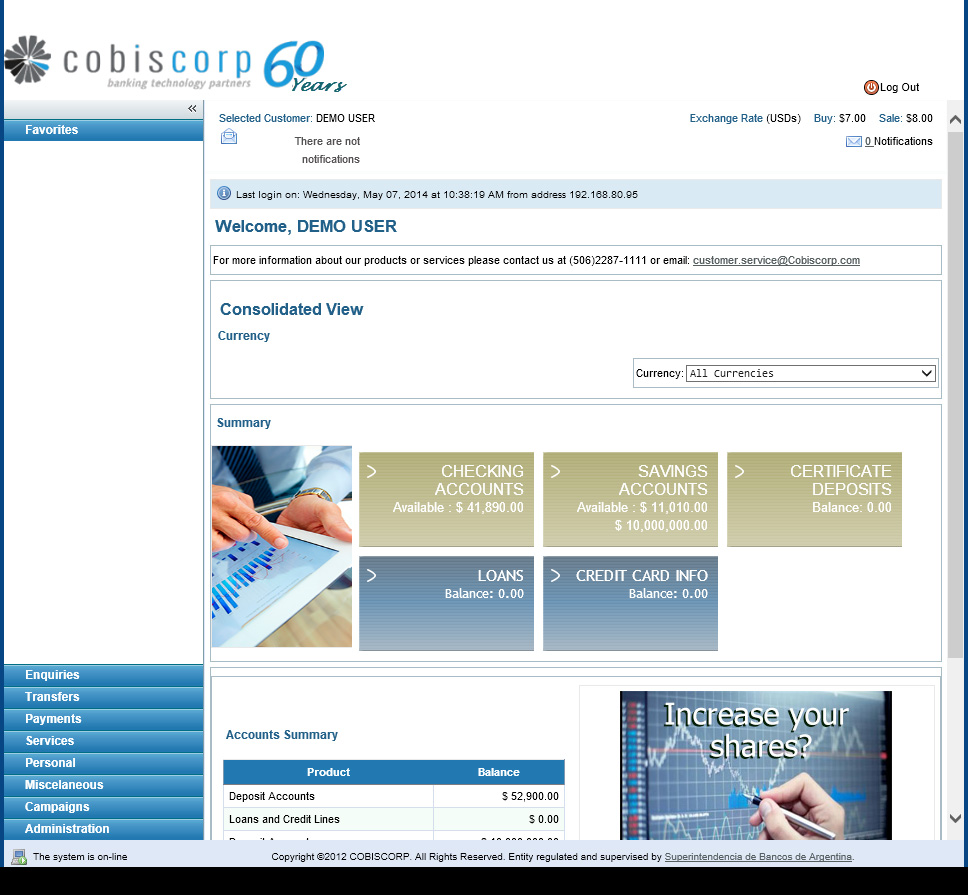 cobiscorp 60 Years
banking technology partners
Log Out
«
Favorites
Selected Customer: DEMO USER
Exchange Rate (USDs) Buy: $7.00 Sale: $8.00
There are not
notifications
0 Notifications
Last login on: Wednesday, May 07, 2014 at 10:38:19 AM from address 192.168.80.95
Welcome, DEMO USER
For more information about our products or services please contact us at (506)2287-1111 or email: customer.service@Cobiscorp.com
Consolidated View
Currency
Currency: All Currencies
Summary
CHECKING
ACCOUNTS
Available : $ 41,890.00
SAVINGS
ACCOUNTS
Available : $ 11,010.00
$ 10,000,000.00
CERTIFICATE
DEPOSITS
Balance: 0.00
LOANS
Balance: 0.00
CREDIT CARD INFO
Balance: 0.00
Enquiries
Transfers
Payments
Services
Personal
Miscellaneous
Campaigns
Administration
Accounts Summary
Product Balance
Deposit Accounts $ 52,900.00
Loans and Credit Lines $ 0.00
Increase your
shares?
The system is on-line
Copyright ©2012 COBISCORP. All Rights Reserved. Entity regulated and supervised by Superintendencia de Bancos de Argentina.